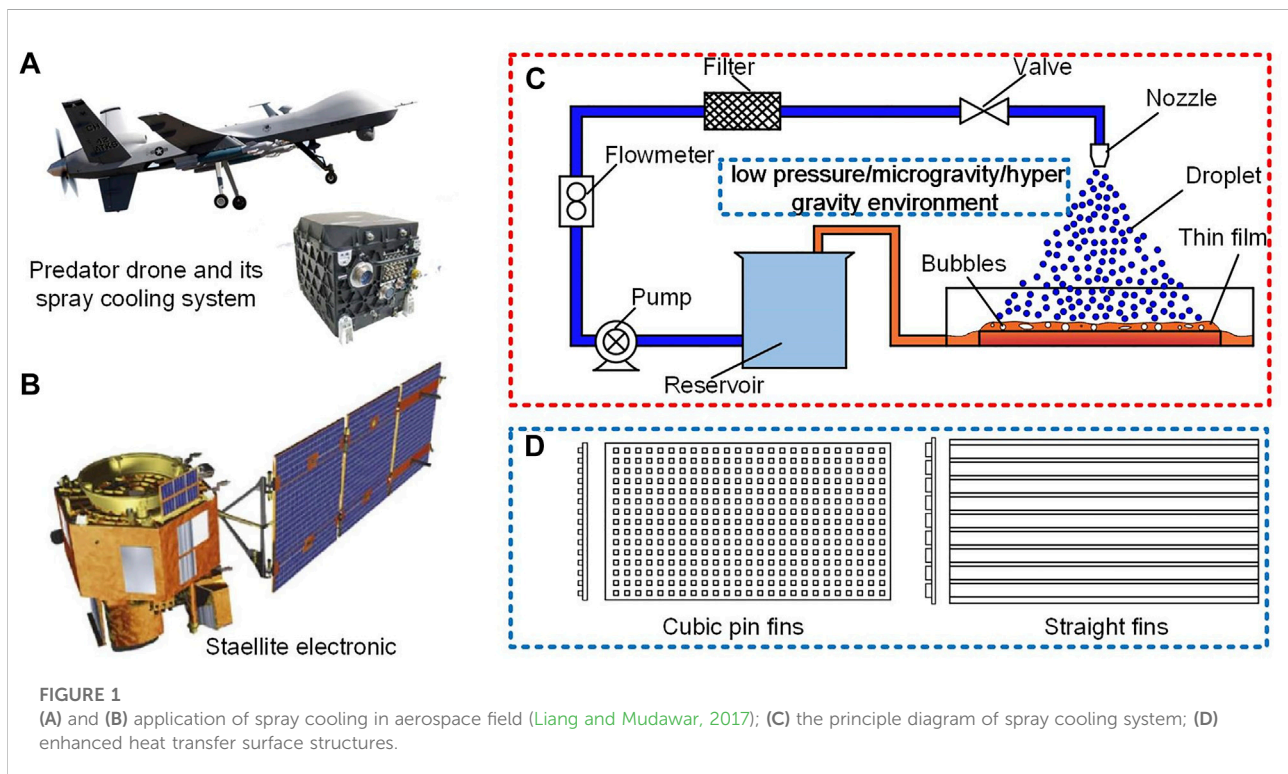 A
Predator drone and its
spray cooling system
B
Staellite electronic
C
Filter
Valve
Nozzle
Flowmeter
low pressure/microgravity/hyper
gravity environment
Droplet
Thin film
Bubbles
Pump
Reservoir
D
Cubic pin fins
Straight fins
FIGURE 1
(A) and (B) application of spray cooling in aerospace field (Liang and Mudawar, 2017); (C) the principle diagram of spray cooling system; (D)
enhanced heat transfer surface structures.